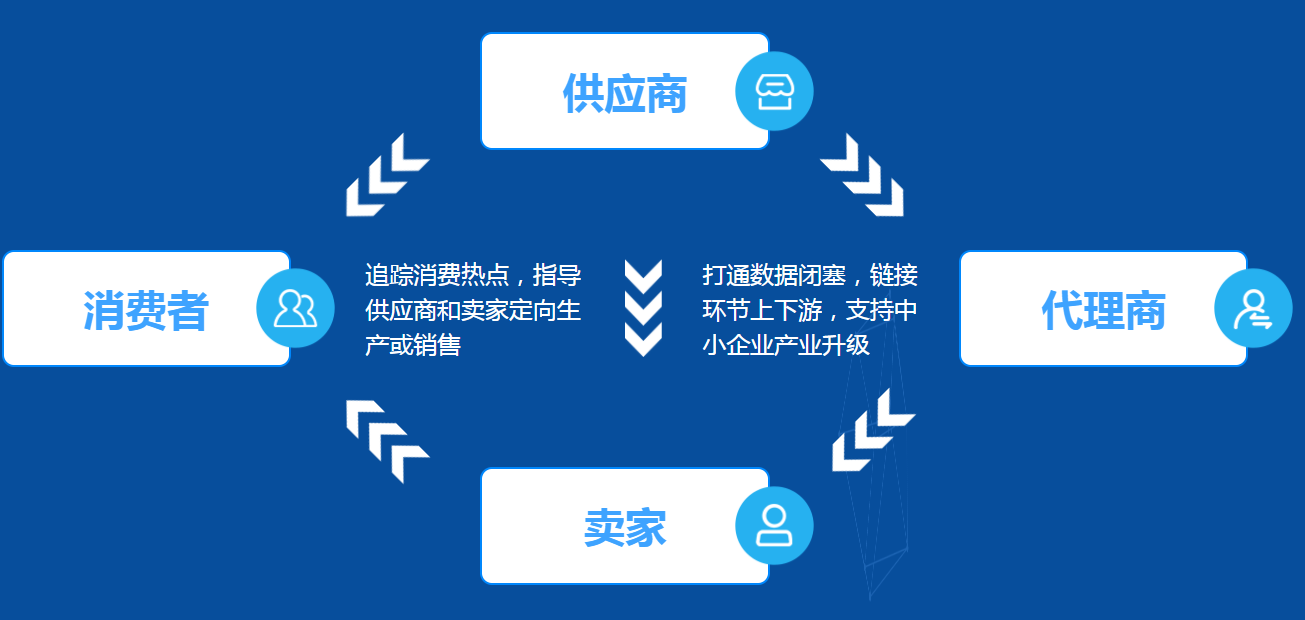 供应商
消费者
追踪消费热点，指导
供应商和卖家定向生
产或销售
打通数据闭塞，链接
环节上下游，支持中
小企业产业升级
代理商
卖家